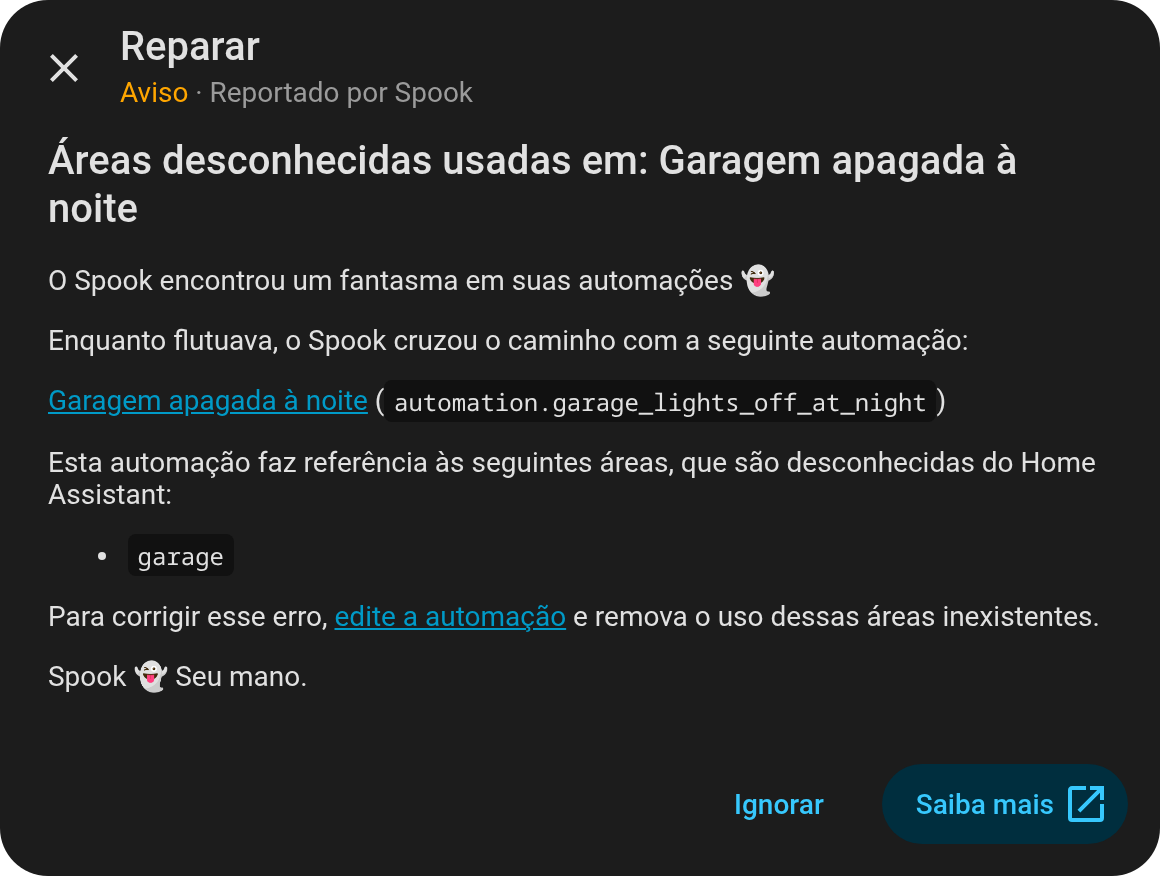 Reparar
Aviso · Reportado por Spook
Áreas desconhecidas usadas em: Garagem apagada à
noite
O Spook encontrou um fantasma em suas automações 👻
Enquanto flutuava, o Spook cruzou o caminho com a seguinte automação:
Garagem apagada à noite (automation.garage_lights_off_at_night)
Esta automação faz referência às seguintes áreas, que são desconhecidas do Home
Assistant:
• garage
Para corrigir esse erro, edite a automação e remova o uso dessas áreas inexistentes.
Spook 👻 Seu mano.
Ignorar
Saiba mais